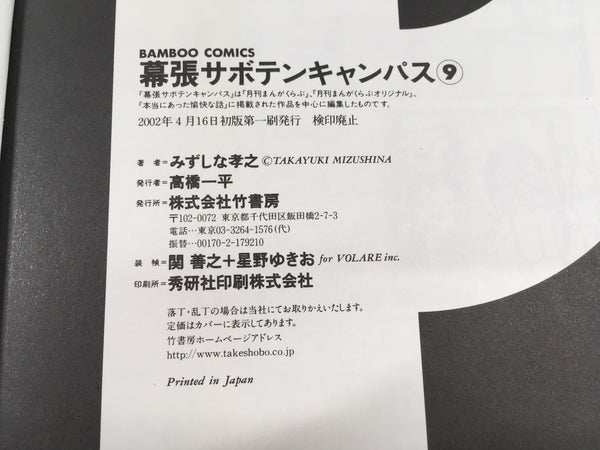 BAMBOO COMICS
幕張サボテンキャンパス⑨
「幕張サボテンキャンパス」は「月刊まんがくらぶ」、「月刊まんがくらぶオリジナル」、
「本当にあった愉快な話」に掲載された作品を中心に編集したものです。
2002年4月16日初版第一刷発行 検印廃止
著者＝みずしな孝之 ©TAKAYUKI MIZUSHINA
発行者＝高橋一平
発行所＝株式会社竹書房
〒102-0072 東京都千代田区飯田橋2-7-3
電話…東京03-3264-1576(代)
振替…00170-2-179210
装幀＝関 善之＋星野ゆきお for VOLARE inc.
印刷所＝秀研社印刷株式会社
落丁・乱丁の場合は当社にてお取りかえいたします。
定価はカバーに表示してあります。
竹書房ホームページアドレス
http://www.takeshobo.co.jp
Printed in Japan